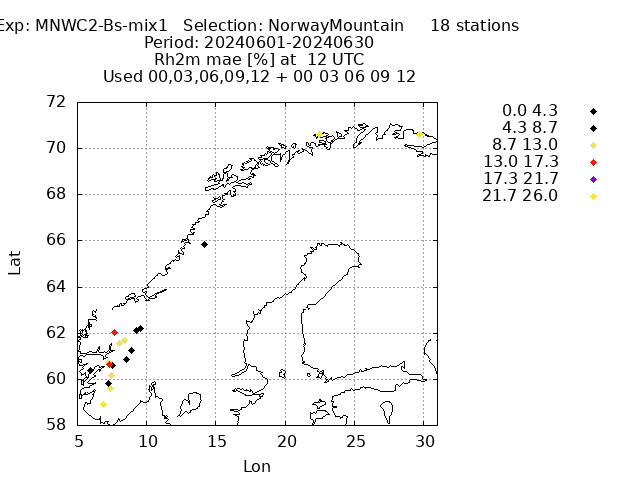 Exp: MNWC2-Bs-mix1 Selection: NorwayMountain 18 stations
Period: 20240601-20240630
Rh2m mae [%] at 12 UTC
Used 00,03,06,09,12 + 00 03 06 09 12
72
70
68
66
64
62
60
58
Lat
5 10 15 20 25 30
Lon
0.0 4.3
4.3 8.7
8.7 13.0
13.0 17.3
17.3 21.7
21.7 26.0